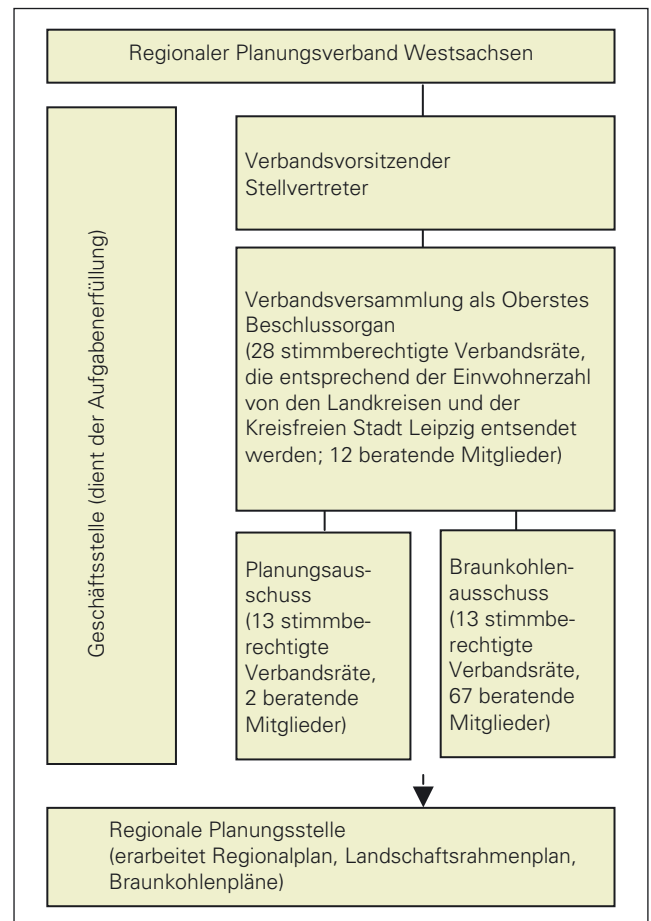 Regionaler Planungsverband Westsachsen
Geschäftsstelle (dient der Aufgabenerfüllung)
Verbandsvorsitzender
Stellvertreter
Verbandsversammlung als Oberstes
Beschlussorgan
(28 stimmberechtigte Verbandsräte,
die entsprechend der Einwohnerzahl
von den Landkreisen und der
Kreisfreien Stadt Leipzig entsendet
werden; 12 beratende Mitglieder)
Planungsaus-
schuss
(13 stimmbe-
rechtigte
Verbandsräte,
2 beratende
Mitglieder)
Braunkohlen-
ausschuss
(13 stimmbe-
rechtigte
Verbandsräte,
67 beratende
Mitglieder)
Regionale Planungsstelle
(erarbeitet Regionalplan, Landschaftsrahmenplan,
Braunkohlenpläne)